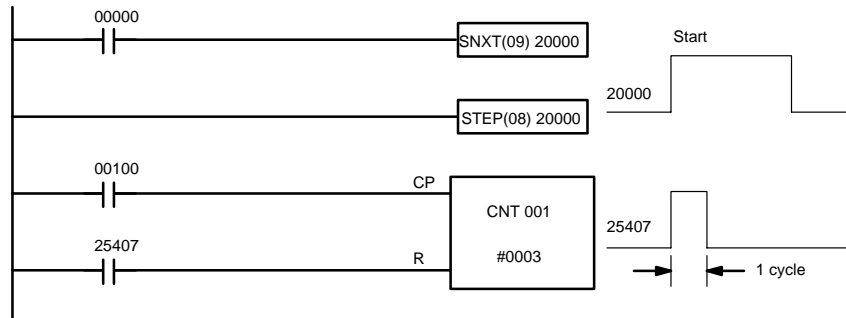 00000
SNXT(09) 20000
Start
20000
STEP(08) 20000
00100
CP
CNT 001
25407
#0003
25407
R
1 cycle